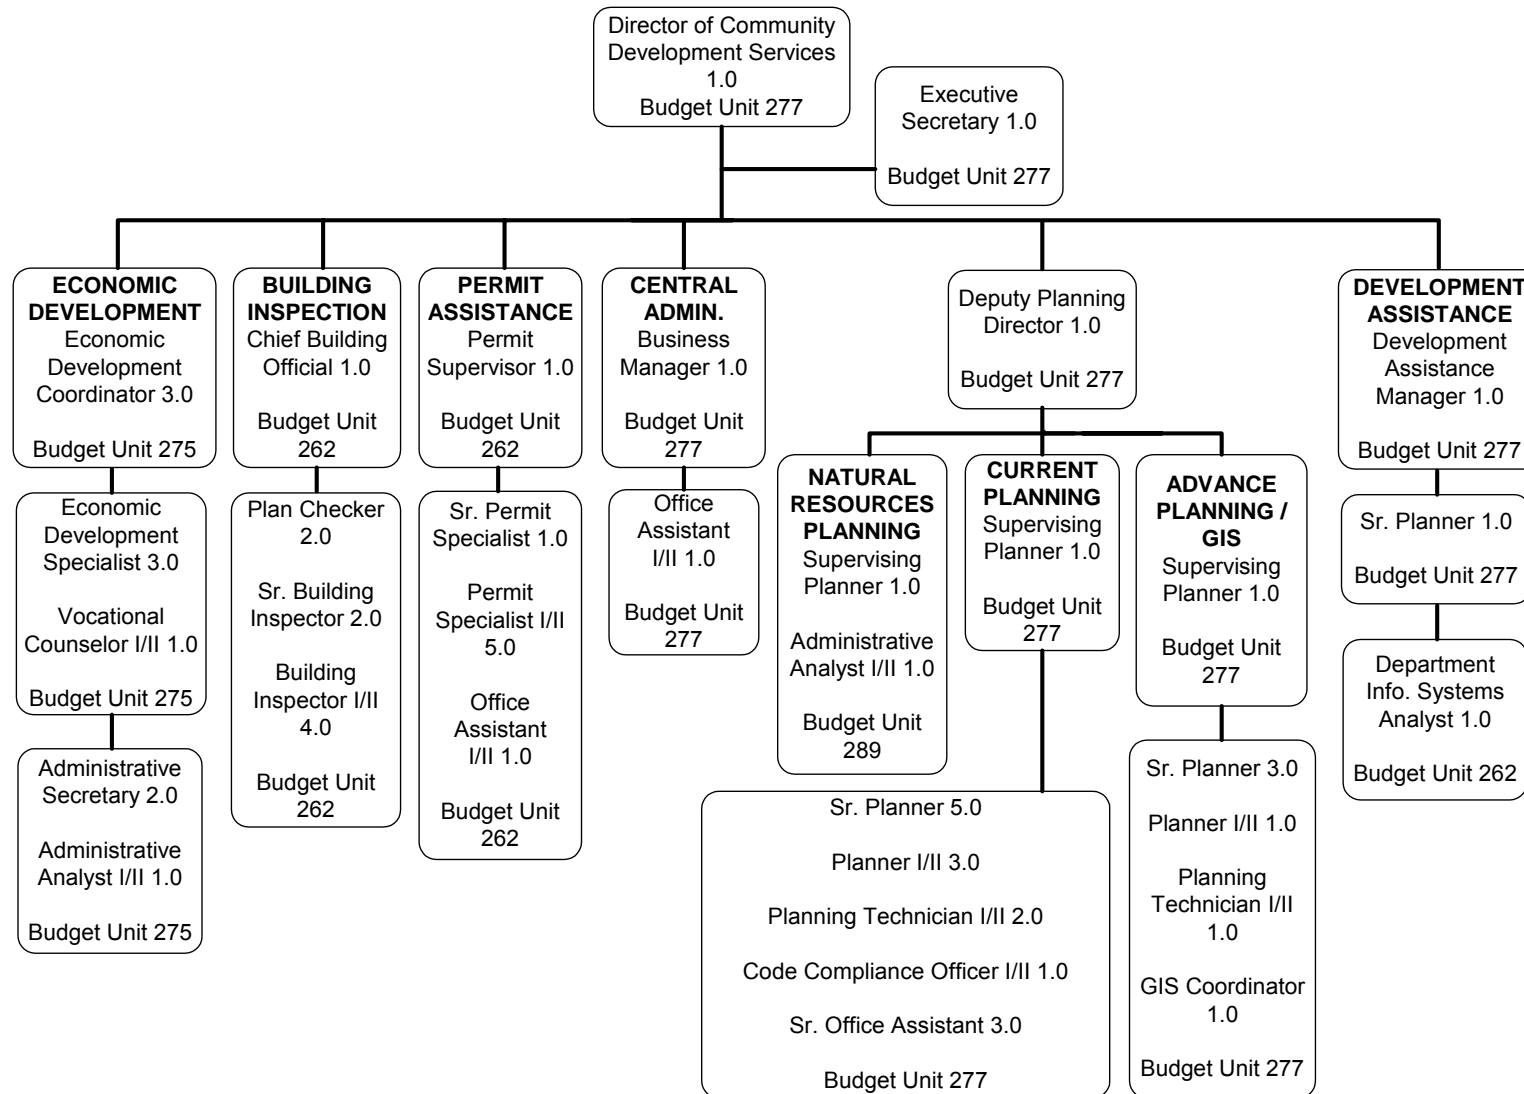 Director of Community
Development Services
1.0
Budget Unit 277
Executive
Secretary 1.0
Budget Unit 277
ECONOMIC
DEVELOPMENT
Economic
Development
Coordinator 3.0
Budget Unit 275
BUILDING
INSPECTION
Chief Building
Official 1.0
Budget Unit
262
PERMIT
ASSISTANCE
Permit
Supervisor 1.0
Budget Unit
262
CENTRAL
ADMIN.
Business
Manager 1.0
Budget Unit
277
Deputy Planning
Director 1.0
Budget Unit 277
DEVELOPMENT
ASSISTANCE
Development
Assistance
Manager 1.0
Budget Unit 277
Economic
Development
Specialist 3.0
Vocational
Counselor I/II 1.0
Budget Unit 275
Plan Checker
2.0
Sr. Building
Inspector 2.0
Building
Inspector I/II
4.0
Budget Unit
262
Sr. Permit
Specialist 1.0
Permit
Specialist I/II
5.0
Office
Assistant
I/II 1.0
Budget Unit
262
Office
Assistant
I/II 1.0
Budget Unit
277
NATURAL
RESOURCES
PLANNING
Supervising
Planner 1.0
Administrative
Analyst I/II 1.0
Budget Unit
289
CURRENT
PLANNING
Supervising
Planner 1.0
Budget Unit
277
ADVANCE
PLANNING /
GIS
Supervising
Planner 1.0
Budget Unit
277
Sr. Planner 1.0
Budget Unit 277
Department
Info. Systems
Analyst 1.0
Budget Unit 262
Administrative
Secretary 2.0
Administrative
Analyst I/II 1.0
Budget Unit 275
Sr. Planner 5.0
Planner I/II 3.0
Planning Technician I/II 2.0
Code Compliance Officer I/II 1.0
Sr. Office Assistant 3.0
Budget Unit 277
Sr. Planner 3.0
Planner I/II 1.0
Planning
Technician I/II
1.0
GIS Coordinator
1.0
Budget Unit 277